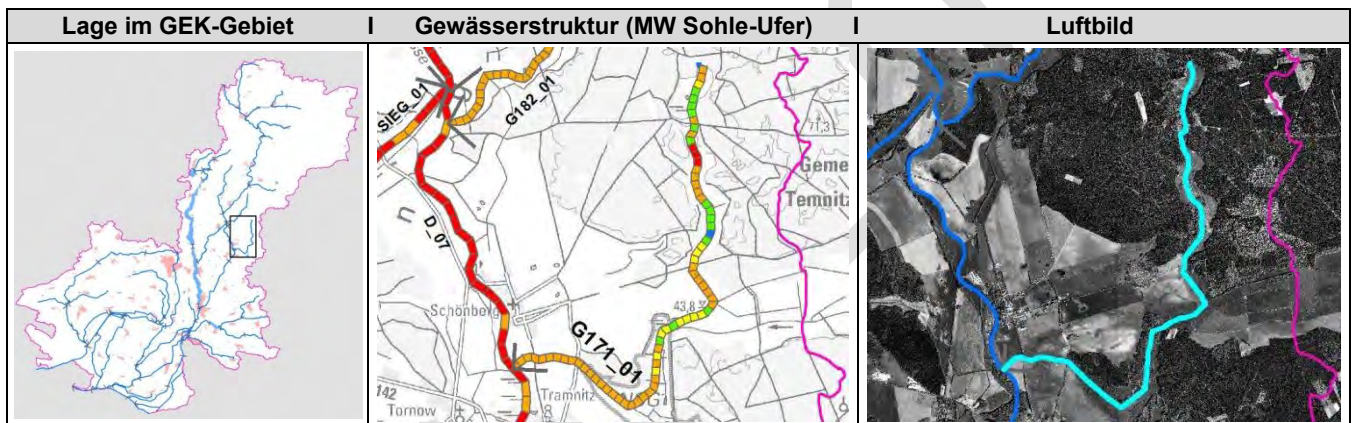 Lage im GEK-Gebiet I Gewässerstruktur (MW Sohle-Ufer) I Luftbild
SIEG_01
G182_01
71,3
Geme
Temnitz
n
D_07
n
Schönberg
43,8
G171_01
142
Tramnitz
Tornow